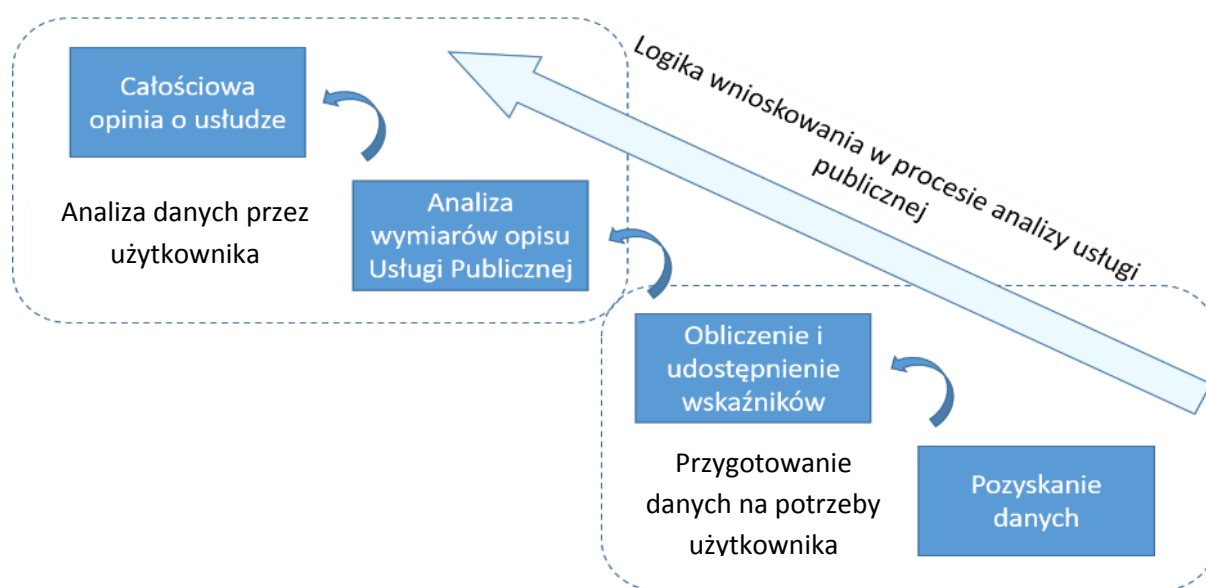 Całościowa
opinia o usłudze
Logika wnioskowania w procesie analizy usługi
publicznej
Analiza danych przez
użytkownika
Analiza
wymiarów opisu
Usługi Publicznej
Obliczenie i
udostępnienie
wskaźników
Przygotowanie
danych na potrzeby
użytkownika
Pozyskanie
danych